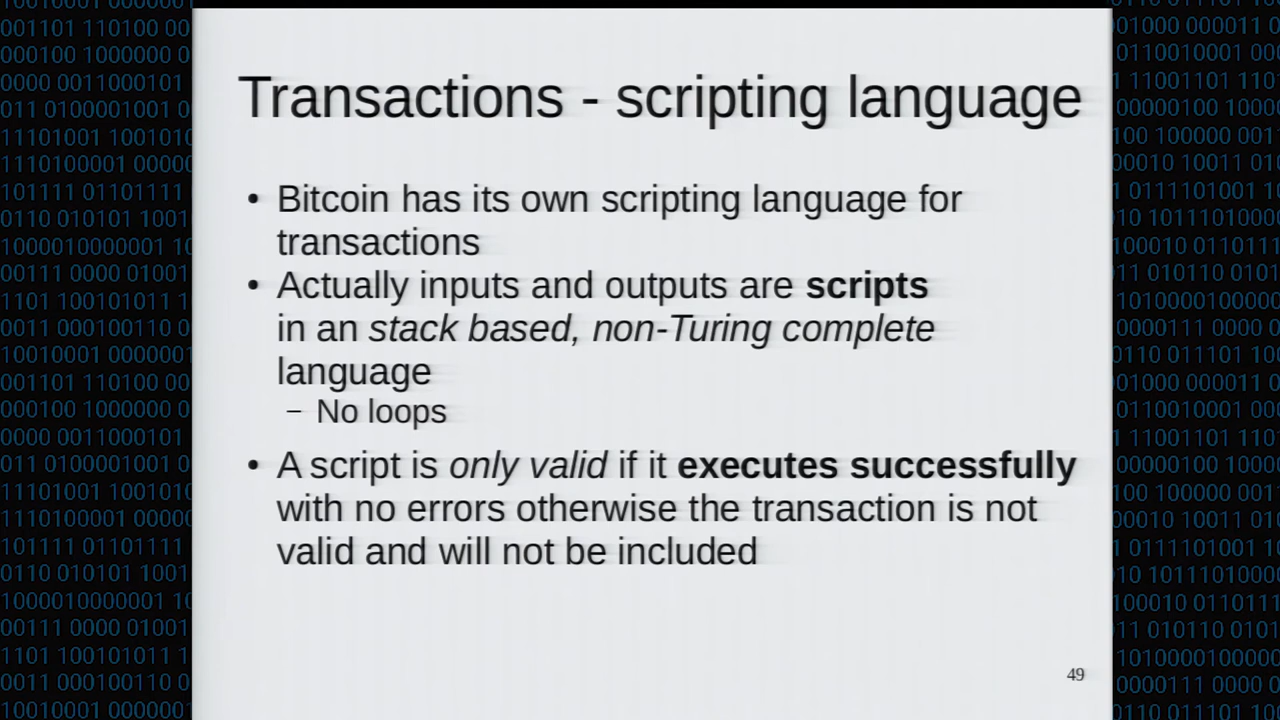 Transactions - scripting language
• Bitcoin has its own scripting language for
transactions
• Actually inputs and outputs are scripts
in an stack based, non-Turing complete
language
– No loops
• A script is only valid if it executes successfully
with no errors otherwise the transaction is not
valid and will not be included
49